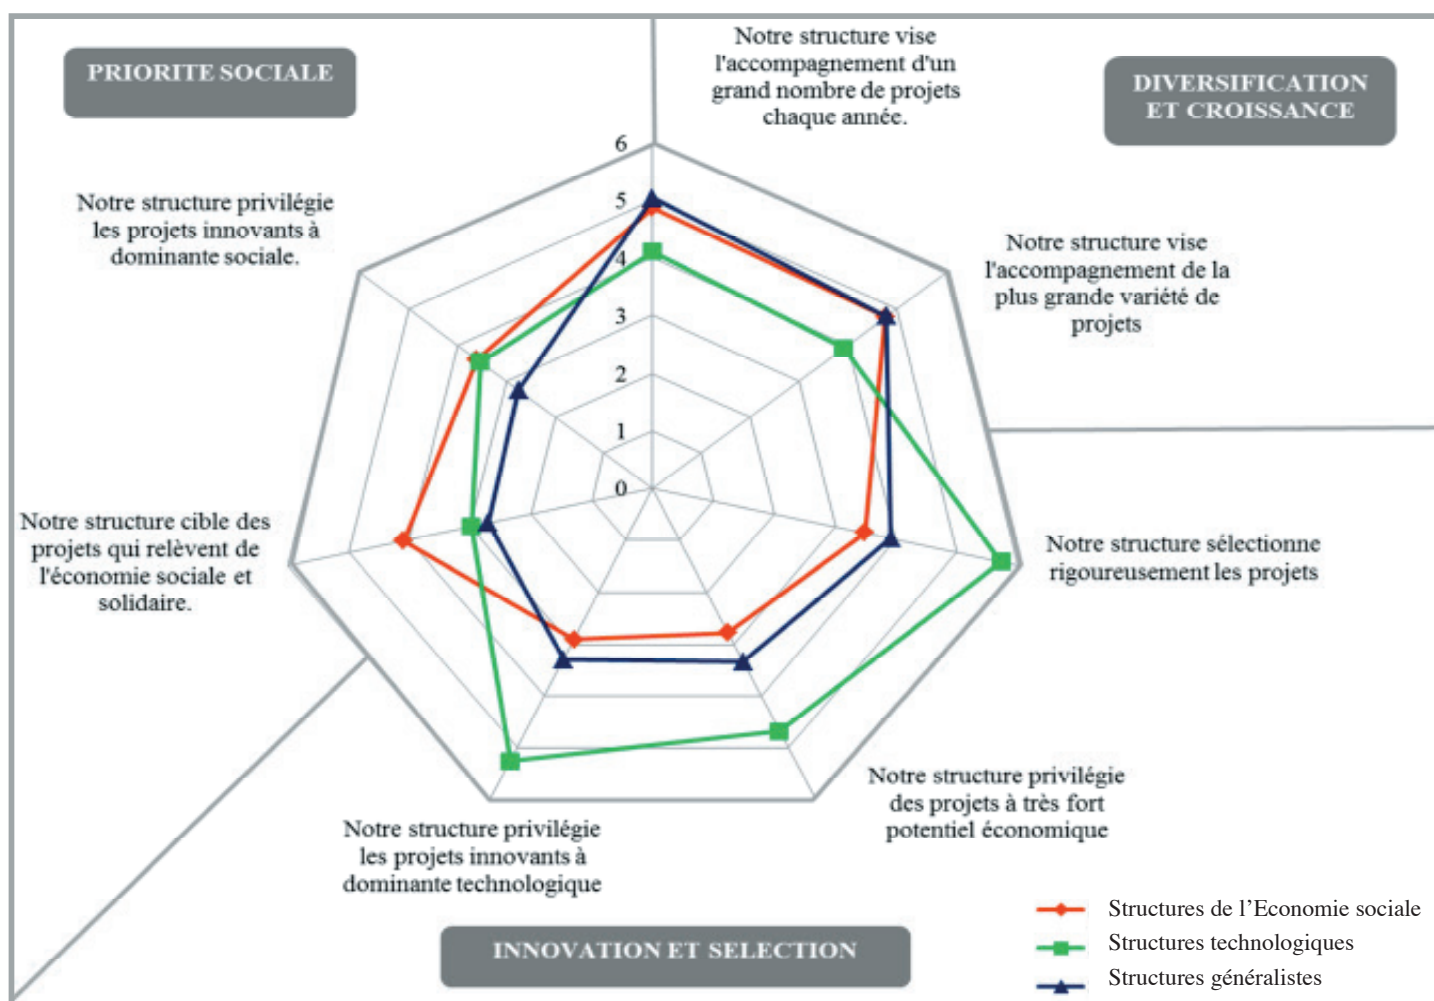 PRIORITE SOCIALE
Notre structure vise
l'accompagnement d'un
grand nombre de projets
chaque année.
DIVERSIFICATION
ET CROISSANCE
Notre structure privilégie
les projets innovants à
dominante sociale.
Notre structure vise
l'accompagnement de la
plus grande variété de
projets
6
5
4
3
2
1
0
Notre structure cible des
projets qui relèvent de
l'économie sociale et
solidaire.
Notre structure sélectionne
rigoureusement les projets
Notre structure privilégie
des projets à très fort
potentiel économique
Notre structure privilégie
les projets innovants à
dominante technologique
INNOVATION ET SELECTION
Structures de l’Economie sociale
Structures technologiques
Structures généralistes